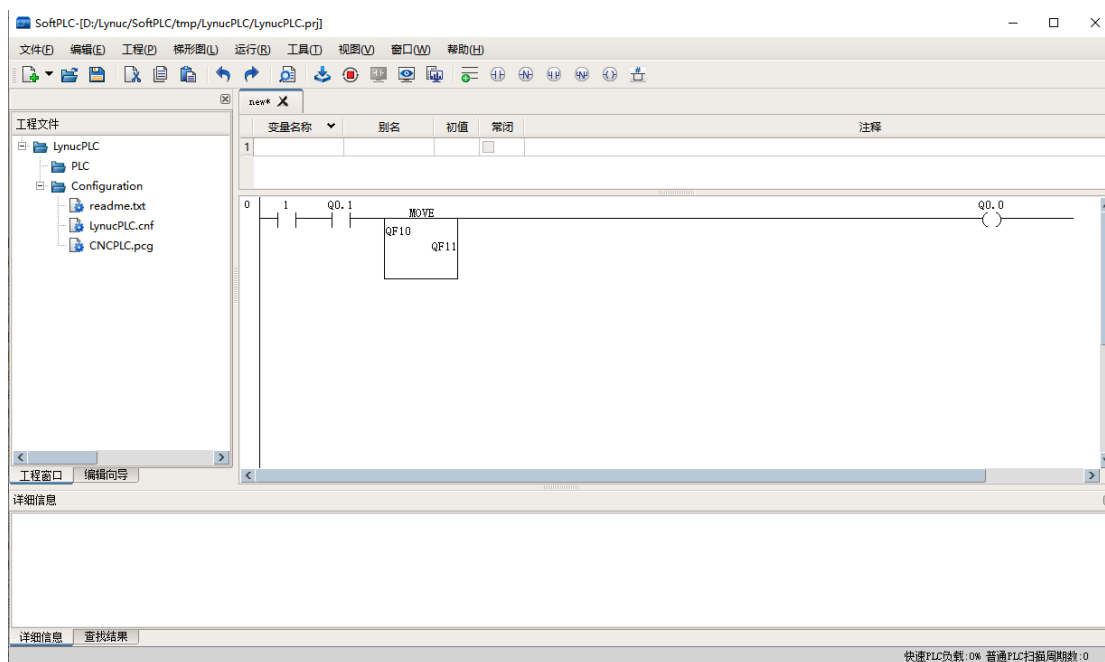 SoftPLC-[D:/Lynuc/SoftPLC/tmp/LynucPLC/LynucPLC.prj]
文件(F) 编辑(E) 工程(P) 梯形图(L) 运行(R) 工具(T) 视图(V) 窗口(W) 帮助(H)
new*
工程文件
变量名称 别名 初值 常闭 注释
1
LynucPLC
PLC
Configuration
readme.txt
LynucPLC.cnf
CNCPLC.pcg
0 1 Q0.1 MOVE Q0.0
QF10
QF11
工程窗口 编辑向导
详细信息
详细信息 查找结果
快速PLC负载:0% 普通PLC扫描周期数:0